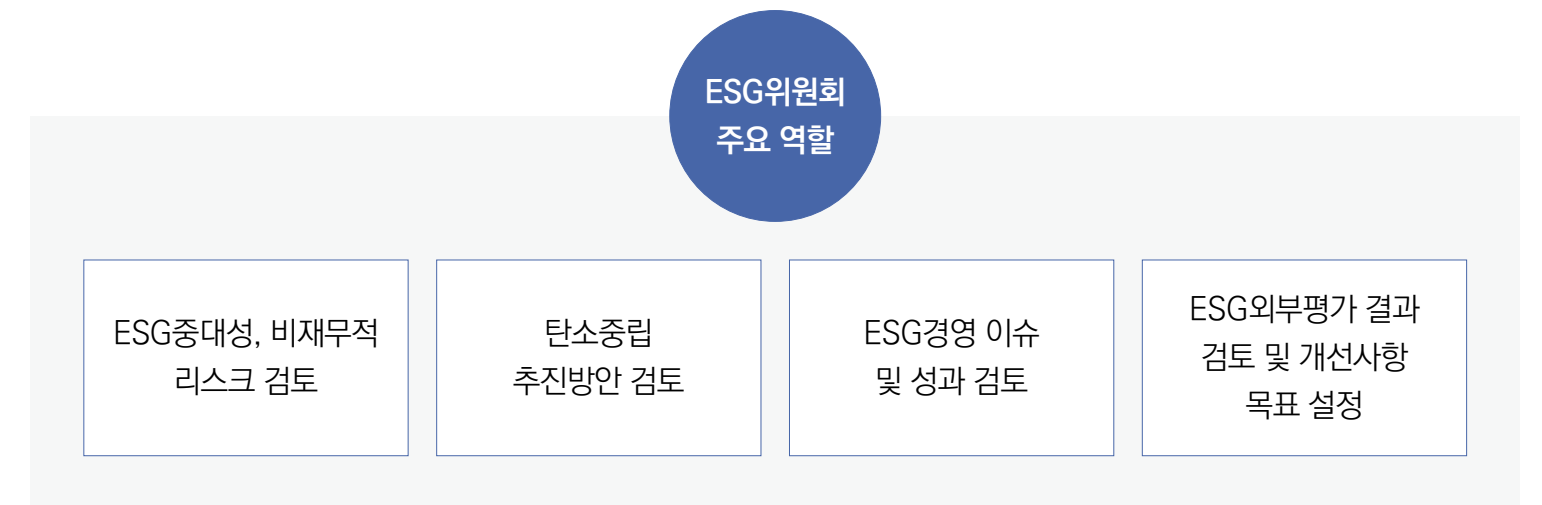 ESG위원회
주요 역할
ESG중대성, 비재무적
리스크 검토
탄소중립
추진방안 검토
ESG경영 이슈
및 성과 검토
ESG외부평가 결과
검토 및 개선사항
목표 설정